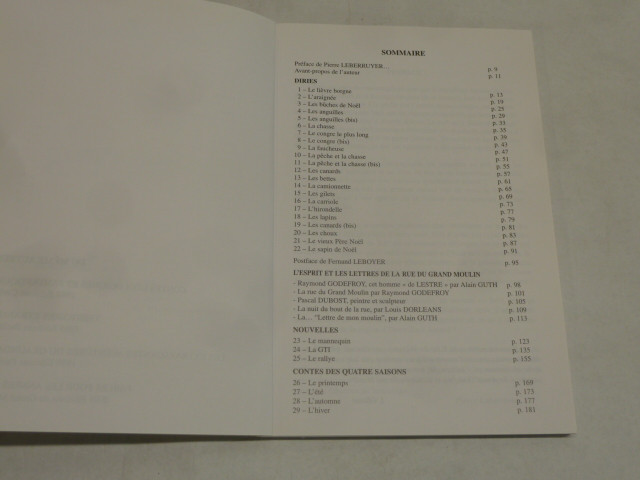 SOMMAIRE
Préface de Pierre LEBERRUYER... p. 9
Avant-propos de l'auteur p. 11
DIRIES
1 – Le lièvre borgne p. 13
2 – L'araignée p. 19
3 – Les bûches de Noël p. 25
4 – Les anguilles p. 29
5 – Les anguilles (bis) p. 33
6 – La chasse p. 35
7 – Le congre le plus long p. 39
8 – Le congre (bis) p. 43
9 – La faucheuse p. 47
10 – La pêche et la chasse p. 51
11 – La pêche et la chasse (bis) p. 55
12 – Les canards p. 57
13 – Les bottes p. 61
14 – La camionnette p. 65
15 – Les gilets p. 69
16 – La carriole p. 73
17 – L'hirondelle p. 77
18 – Les lapins p. 79
19 – Les canards (bis) p. 81
20 – Les choux p. 83
21 – Le vieux Père Noël p. 87
22 – Le sapin de Noël p. 91
Postface de Fernand LEBOYER p. 95
L'ESPRIT ET LES LETTRES DE LA RUE DU GRAND MOULIN
- Raymond GODEFROY, cet homme « de LESTRE » par Alain GUTH p. 98
- La rue du Grand Moulin par Raymond GODEFROY p. 101
- Pascal DUBOST, peintre et sculpteur p. 105
- La nuit du bout de la rue, par Louis DORLEANS p. 109
- La... "Lettre de mon moulin", par Alain GUTH p. 113
NOUVELLES
23 – Le mannequin p. 123
24 – La GTI p. 135
25 – Le rallye p. 155
CONTES DES QUATRE SAISONS
26 – Le printemps p. 169
27 – L'été p. 173
28 – L'automne p. 177
29 – L'hiver p. 181